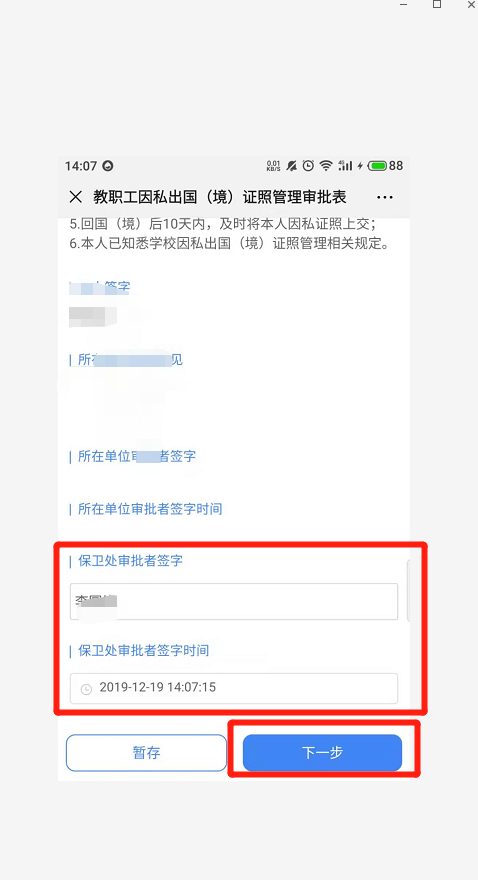 14:07
0.01 KB/S 4G 88
教职工因私出国（境）证照管理审批表
5.回国（境）后10天内，及时将本人因私证照上交；
6.本人已知悉学校因私出国（境）证照管理相关规定。
签字
所在 见
所在单位审 者签字
所在单位审批者签字时间
保卫处审批者签字
李
保卫处审批者签字时间
2019-12-19 14:07:15
暂存
下一步